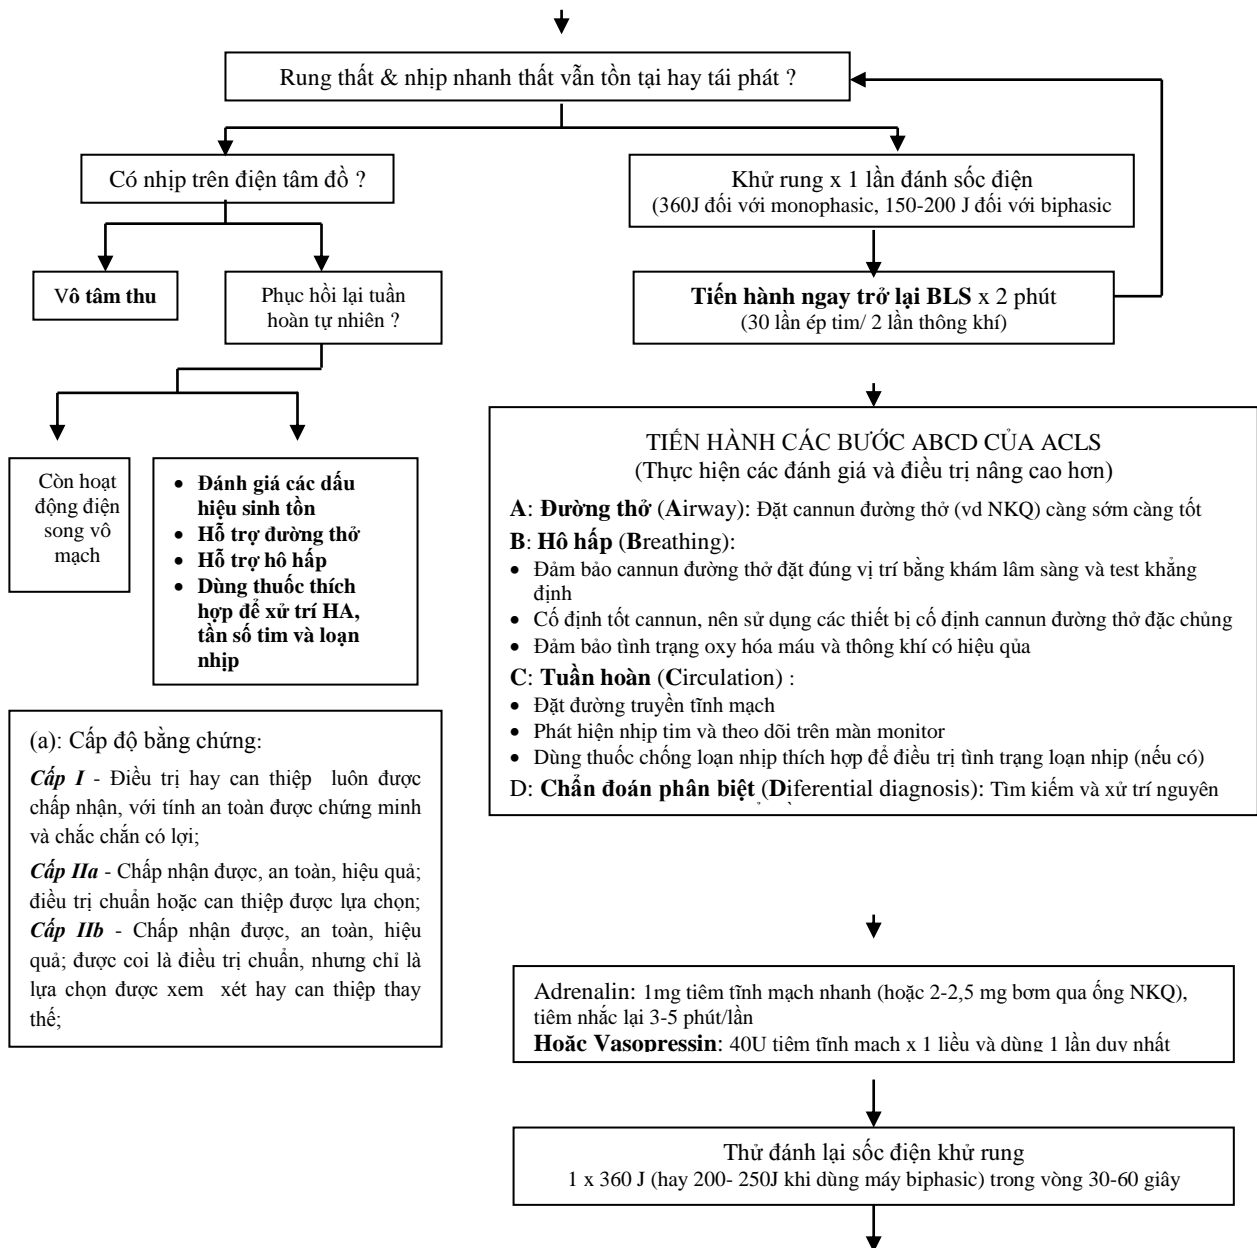 Rung thất & nhịp nhanh thất vẫn tồn tại hay tái phát ?
Có nhịp trên điện tâm đồ ?
Khử rung x 1 lần đánh sốc điện
(360J đối với monophasic, 150-200 J đối với biphasic
Vô tâm thu
Phục hồi lại tuần
hoàn tự nhiên ?
Tiến hành ngay trở lại BLS x 2 phút
(30 lần ép tim/ 2 lần thông khí)
Còn hoạt
động điện
song vô
mạch
• Đánh giá các dấu
hiệu sinh tồn
• Hỗ trợ đường thở
• Hỗ trợ hô hấp
• Dùng thuốc thích
hợp để xử trí HA,
tần số tim và loạn
nhịp
TIẾN HÀNH CÁC BƯỚC ABCD CỦA ACLS
(Thực hiện các đánh giá và điều trị nâng cao hơn)
A: Đường thở (Airway): Đặt cannun đường thở (vd NKQ) càng sớm càng tốt
B: Hô hấp (Breathing):
• Đảm bảo cannun đường thở đặt đúng vị trí bằng khám lâm sàng và test khẳng
định
• Cố định tốt cannun, nên sử dụng các thiết bị cố định cannun đường thở đặc chủng
• Đảm bảo tình trạng oxy hóa máu và thông khí có hiệu qủa
C: Tuần hoàn (Circulation) :
• Đặt đường truyền tĩnh mạch
• Phát hiện nhịp tim và theo dõi trên màn monitor
• Dùng thuốc chống loạn nhịp thích hợp để điều trị tình trạng loạn nhịp (nếu có)
D: Chẩn đoán phân biệt (Diferential diagnosis): Tìm kiếm và xử trí nguyên
(a): Cấp độ bằng chứng:
Cấp I - Điều trị hay can thiệp luôn được
chấp nhận, với tính an toàn được chứng minh
và chắc chắn có lợi;
Cấp IIa - Chấp nhận được, an toàn, hiệu quả;
điều trị chuẩn hoặc can thiệp được lựa chọn;
Cấp IIb - Chấp nhận được, an toàn, hiệu
quả; được coi là điều trị chuẩn, nhưng chỉ là
lựa chọn được xem xét hay can thiệp thay
thế;
Adrenalin: 1mg tiêm tĩnh mạch nhanh (hoặc 2-2,5 mg bơm qua ống NKQ),
tiêm nhắc lại 3-5 phút/lần
Hoặc Vasopressin: 40U tiêm tĩnh mạch x 1 liều và dùng 1 lần duy nhất
Thử đánh lại sốc điện khử rung
1 x 360 J (hay 200- 250J khi dùng máy biphasic) trong vòng 30-60 giây